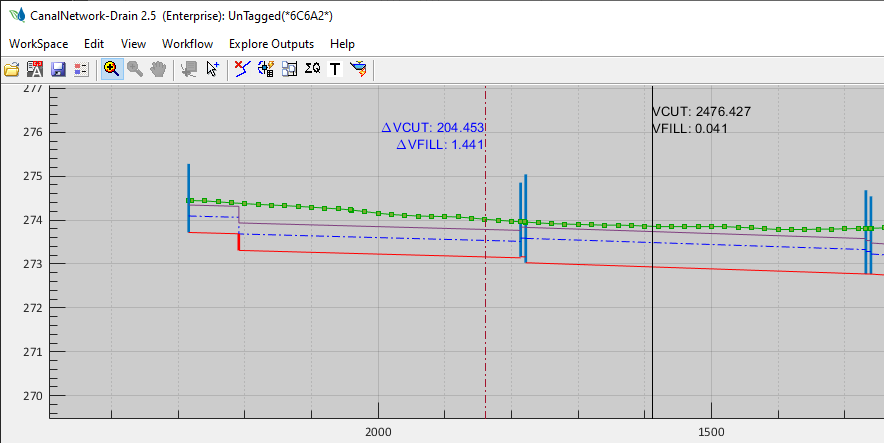 CanalNetwork-Drain 2.5 (Enterprise): UnTagged(*6C6A2*)
WorkSpace Edit View Workflow Explore Outputs Help
ΣQ T
277
276
275
274
273
272
271
270
ΔVCUT: 204.453
ΔVFILL: 1.441
VCUT: 2476.427
VFILL: 0.041
2000 1500